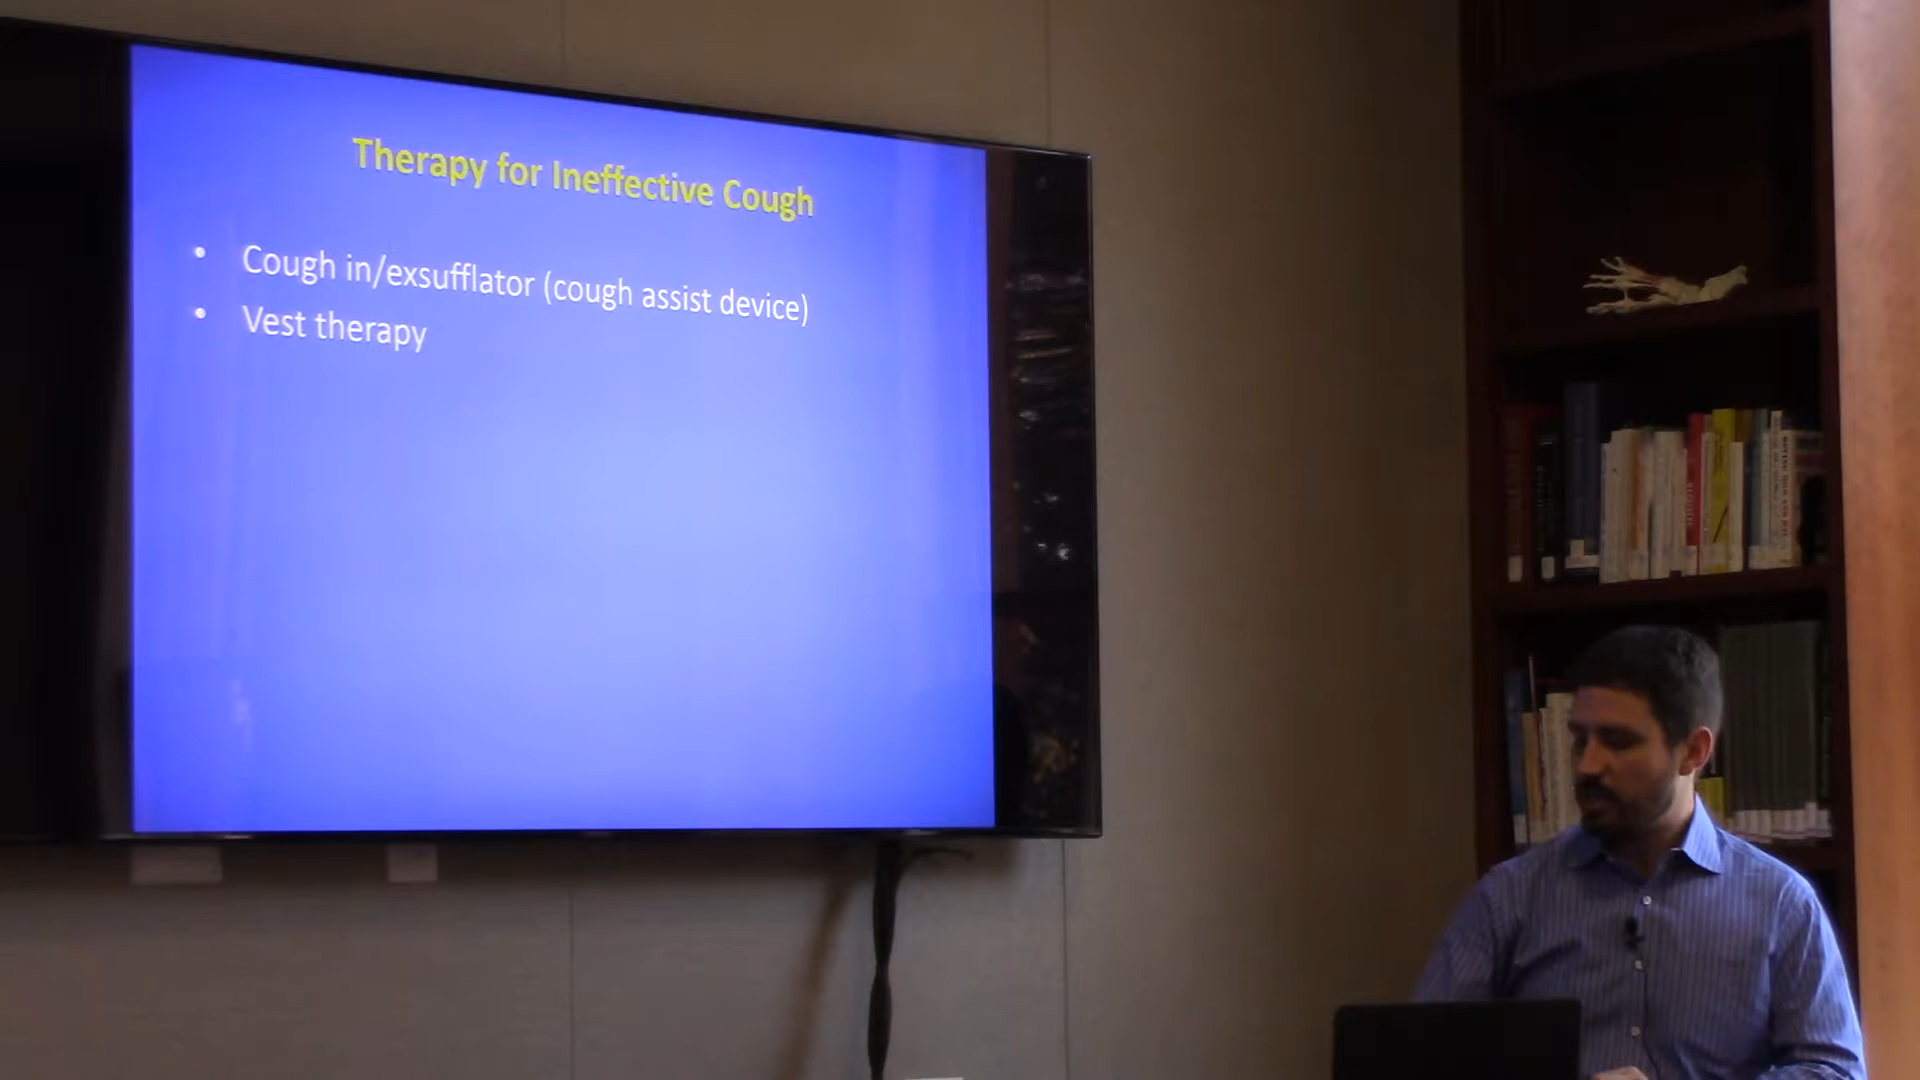 Therapy for Ineffective Cough
• Cough in/exsufflator (cough assist device)
• Vest therapy